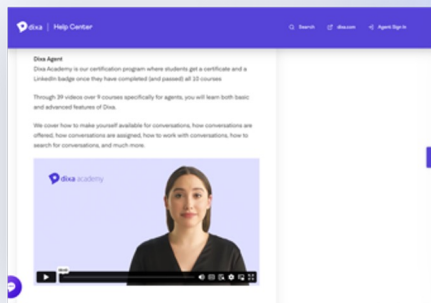 dixa | Help Center
Search
dixa.com
Agent Sign In
Dixa Agent
Dixa Academy is our certification program where students get a certificate and a
LinkedIn badge once they have completed (and passed) all 10 courses
Through 39 videos over 9 courses specifically for agents, you will learn both basic
and advanced features of Dixa.
We cover how to make yourself available for conversations, how conversations are
offered, how conversations are assigned, how to work with conversations, how to
search for conversations, and much more.
dixa academy